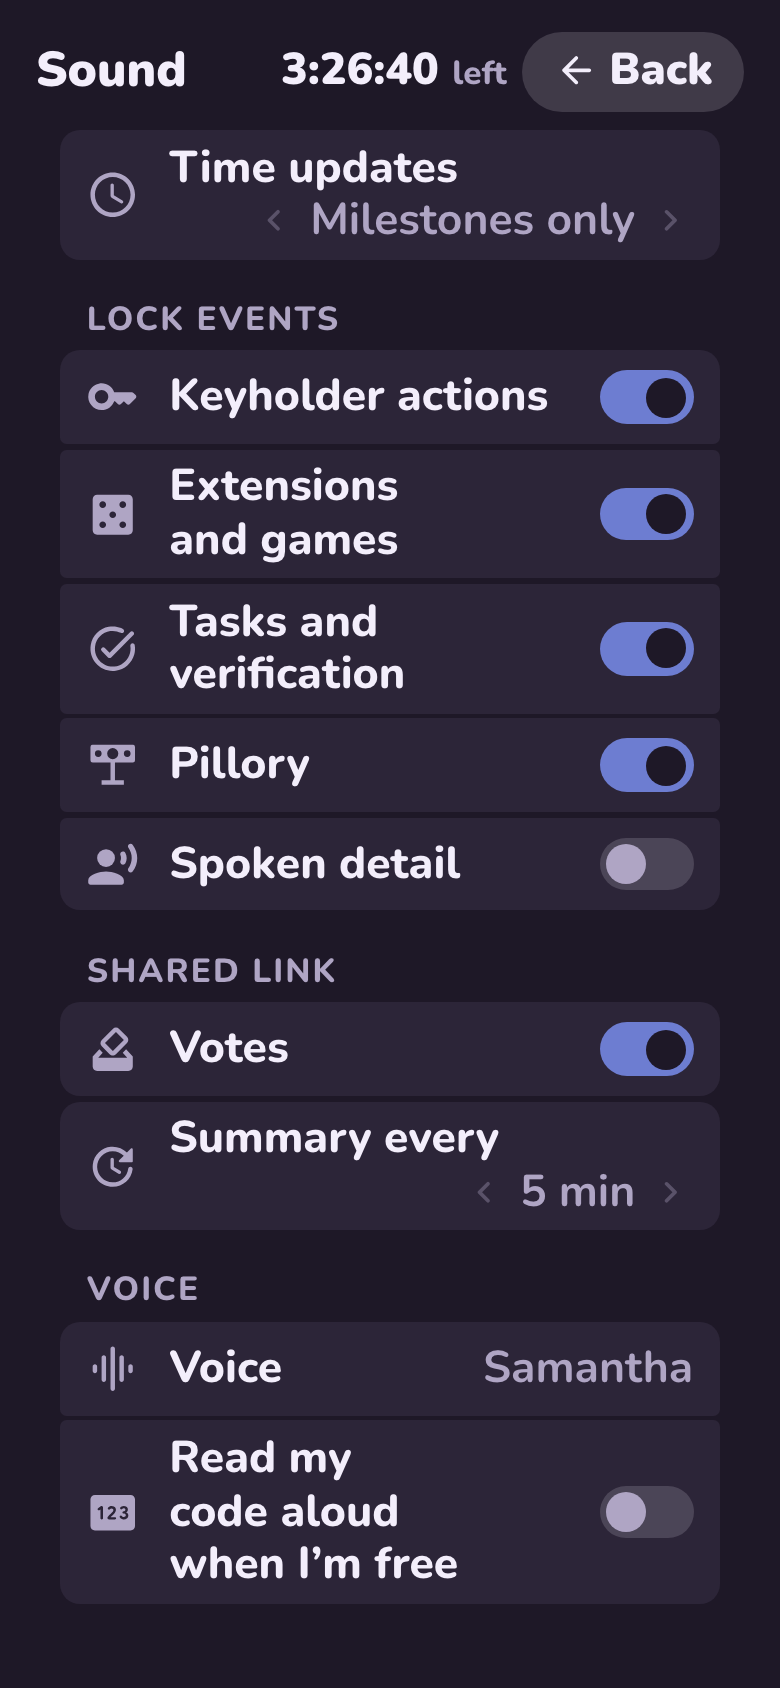 Sound 3:26:40 left ← Back
Time updates
‹ Milestones only ›
LOCK EVENTS
Keyholder actions
Extensions
and games
Tasks and
verification
Pillory
Spoken detail
SHARED LINK
Votes
Summary every
‹ 5 min ›
VOICE
Voice Samantha
Read my
123 code aloud
when I’m free